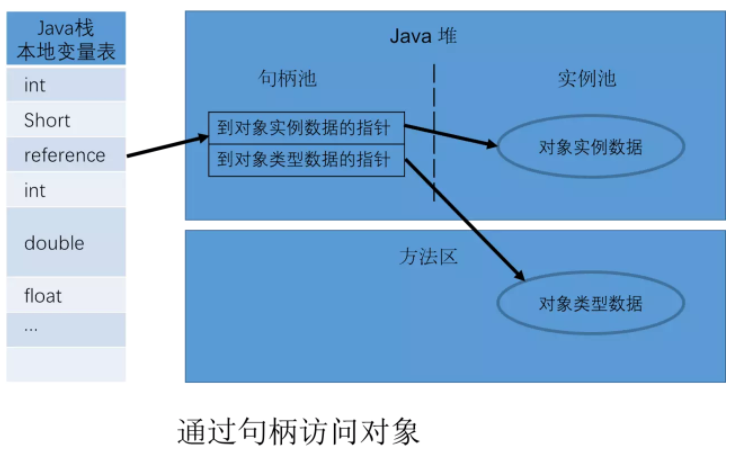 Java栈
本地变量表
int
Short
reference
int
double
float
...
Java 堆
句柄池
实例池
到对象实例数据的指针
到对象类型数据的指针
对象实例数据
方法区
对象类型数据
通过句柄访问对象